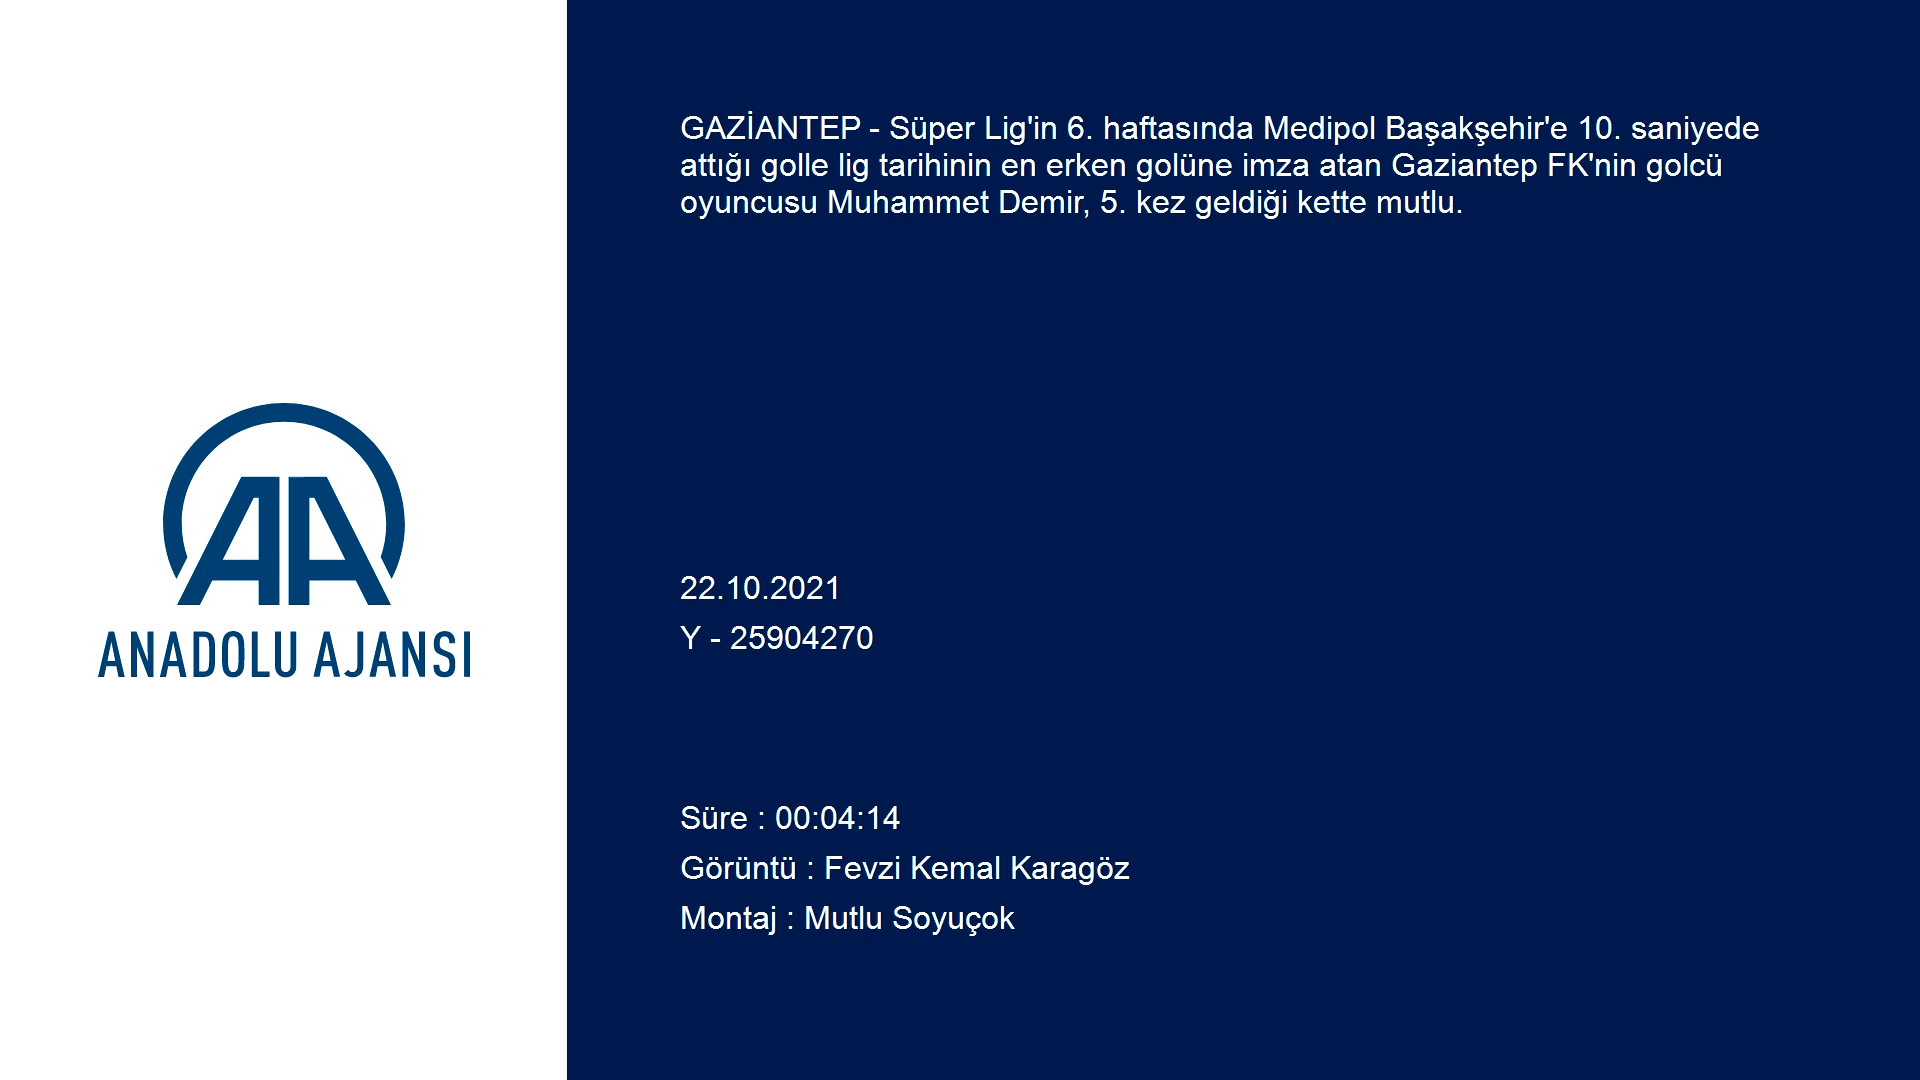 GAZİANTEP - Süper Lig'in 6. haftasında Medipol Başakşehir'e 10. saniyede
attığı golle lig tarihinin en erken golüne imza atan Gaziantep FK'nin golcü
oyuncusu Muhammet Demir, 5. kez geldiği kette mutlu.
AA
ANADOLU AJANSI
22.10.2021
Y - 25904270
Süre : 00:04:14
Görüntü : Fevzi Kemal Karagöz
Montaj : Mutlu Soyuçok